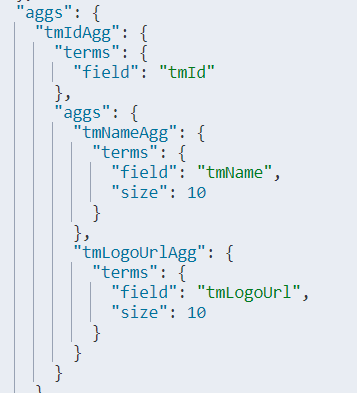 "aggs": {
"tmIdAgg": {
"terms": {
"field": "tmId"
},
"aggs": {
"tmNameAgg": {
"terms": {
"field": "tmName",
"size": 10
}
},
"tmLogoUrlAgg": {
"terms": {
"field": "tmLogoUrl",
"size": 10
}
}
}